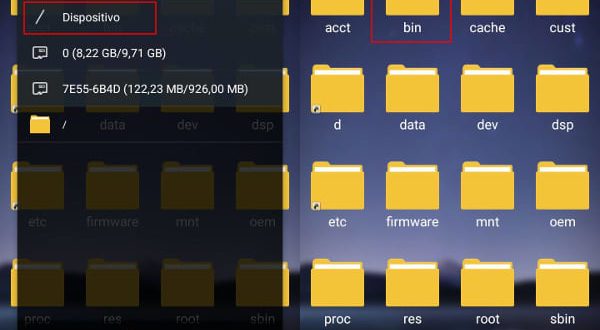 Dispositivo
0 (8,22 GB/9,71 GB)
7E55-6B4D (122,23 MB/926,00 MB)
/
data dev dsp
etc firmware mnt oem
proc res root sbin
acct bin cache cust
d data dev dsp
etc firmware mnt oem
proc res root sbin